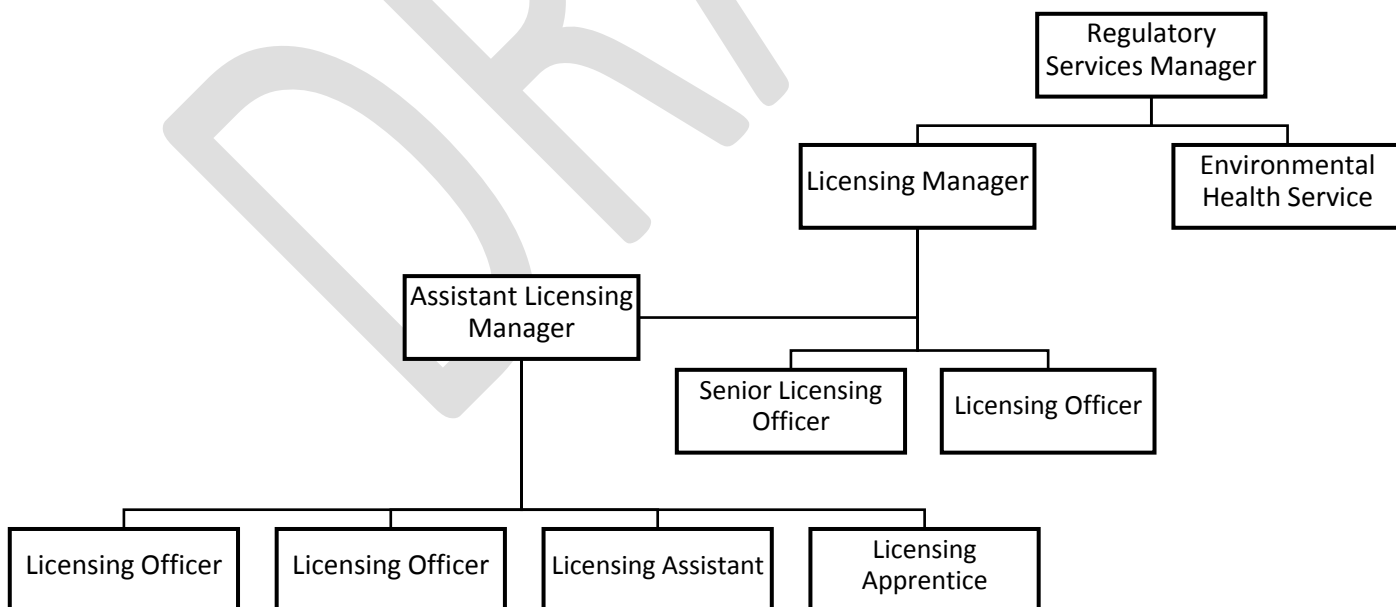 Regulatory
Services Manager
Licensing Manager
Environmental
Health Service
Assistant Licensing
Manager
Senior Licensing
Officer
Licensing Officer
Licensing Officer
Licensing Officer
Licensing Assistant
Licensing
Apprentice